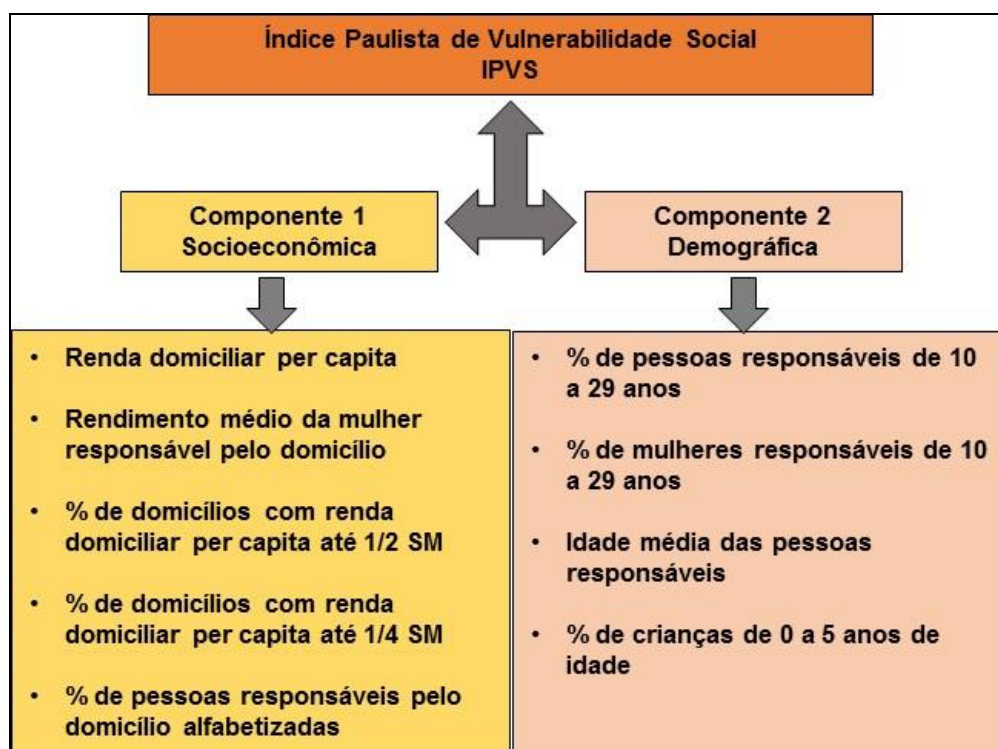 Índice Paulista de Vulnerabilidade Social
IPVS
Componente 1
Socioeconômica
Componente 2
Demográfica
• Renda domiciliar per capita
• Rendimento médio da mulher
responsável pelo domicílio
• % de domicílios com renda
domiciliar per capita até 1/2 SM
• % de domicílios com renda
domiciliar per capita até 1/4 SM
• % de pessoas responsáveis pelo
domicílio alfabetizadas
• % de pessoas responsáveis de 10
a 29 anos
• % de mulheres responsáveis de 10
a 29 anos
• Idade média das pessoas
responsáveis
• % de crianças de 0 a 5 anos de
idade